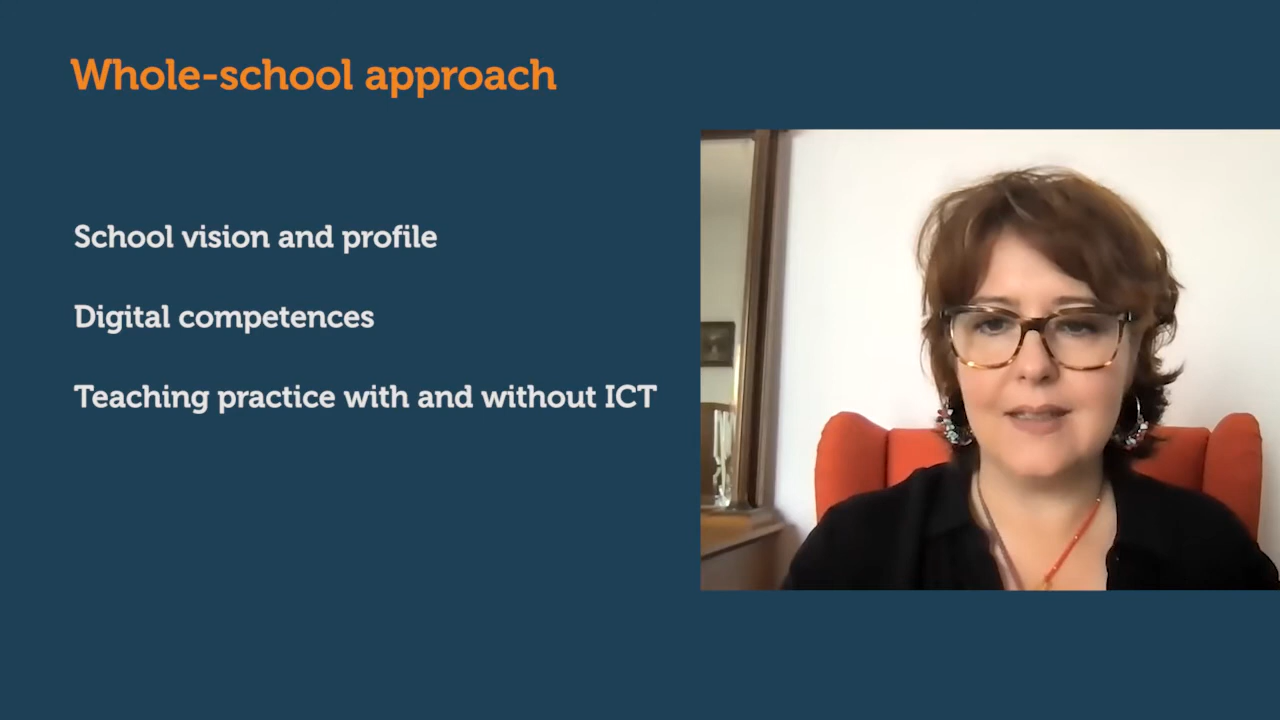 Whole-school approach
School vision and profile
Digital competences
Teaching practice with and without ICT